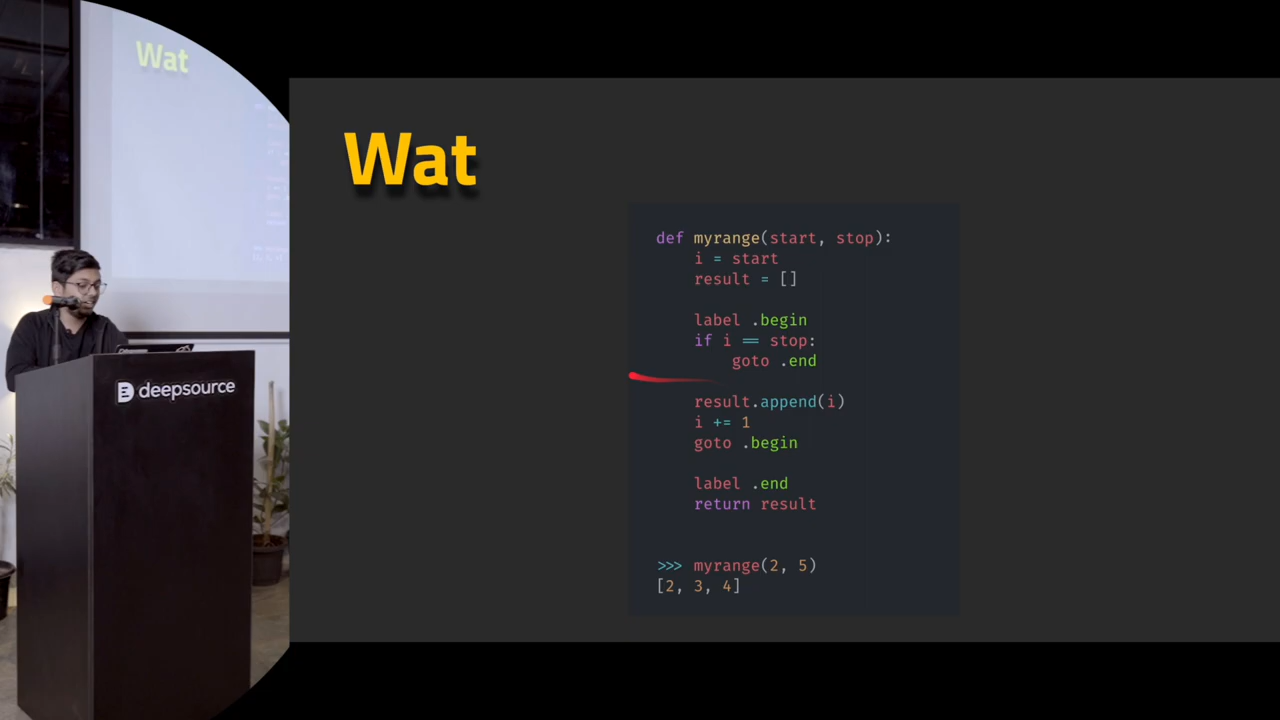 Wat
deepsource
Wat
def myrange(start, stop):
    i = start
    result = []
    label .begin
    if i == stop:
        goto .end
    result.append(i)
    i += 1
    goto .begin
    label .end
    return result
>>> myrange(2, 5)
[2, 3, 4]